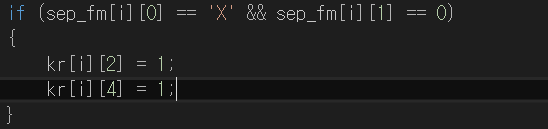 if (sep_fm[i][0] == 'X' && sep_fm[i][1] == 0)
{
    kr[i][2] = 1;
    kr[i][4] = 1;
}